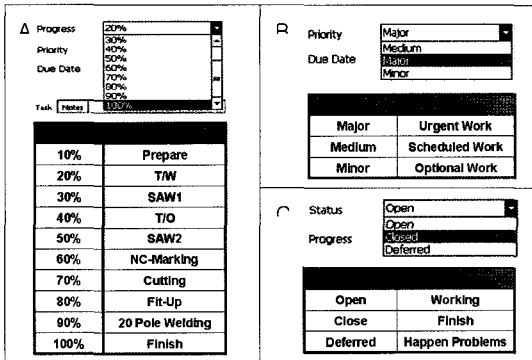 A Progress 20%
30%
Priority 40%
50%
Due Date 60%
70%
80%
90%
Task Notes 100%
10% Prepare
20% T/W
30% SAW1
40% T/O
50% SAW2
60% NC-Marking
70% Cutting
80% Fit-Up
90% 20 Pole Welding
100% Finish
B Priority Major
Medium
Due Date Major
Minor
Major Urgent Work
Medium Scheduled Work
Minor Optional Work
C Status Open
Open
Progress Closed
Deferred
Open Working
Close Finish
Deferred Happen Problems